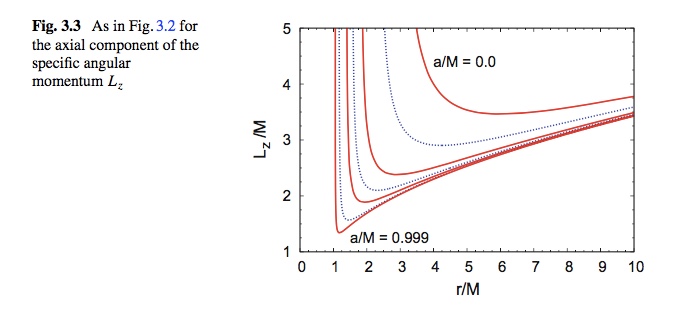 Fig. 3.3 As in Fig. 3.2 for
the axial component of the
specific angular
momentum Lz
5
4
3
2
1
Lz /M
a/M = 0.0
a/M = 0.999
0 1 2 3 4 5 6 7 8 9 10
r/M